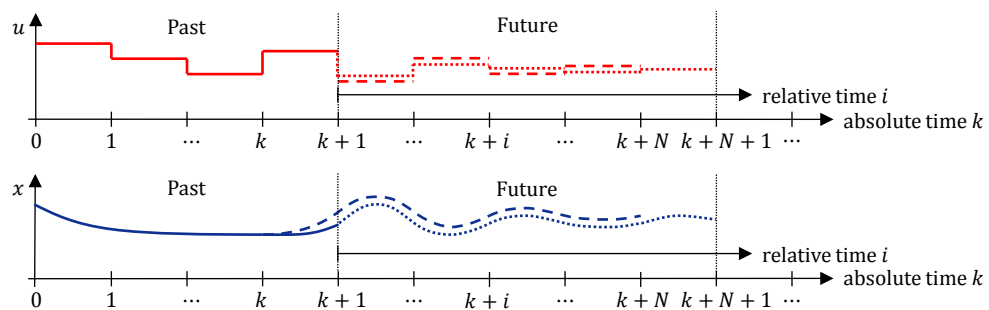 u
Past
Future
relative time i
absolute time k
0 1 ⋯ k k + 1 ⋯ k + i ⋯ k + N k + N + 1 ⋯
x
Past
Future
relative time i
absolute time k
0 1 ⋯ k k + 1 ⋯ k + i ⋯ k + N k + N + 1 ⋯